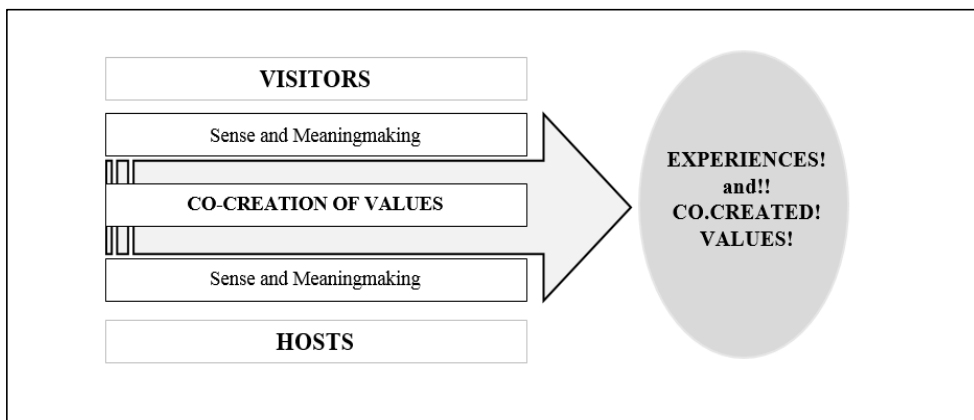 VISITORS
Sense and Meaningmaking
CO-CREATION OF VALUES
Sense and Meaningmaking
HOSTS
EXPERIENCES!
and!!
CO.CREATED!
VALUES!